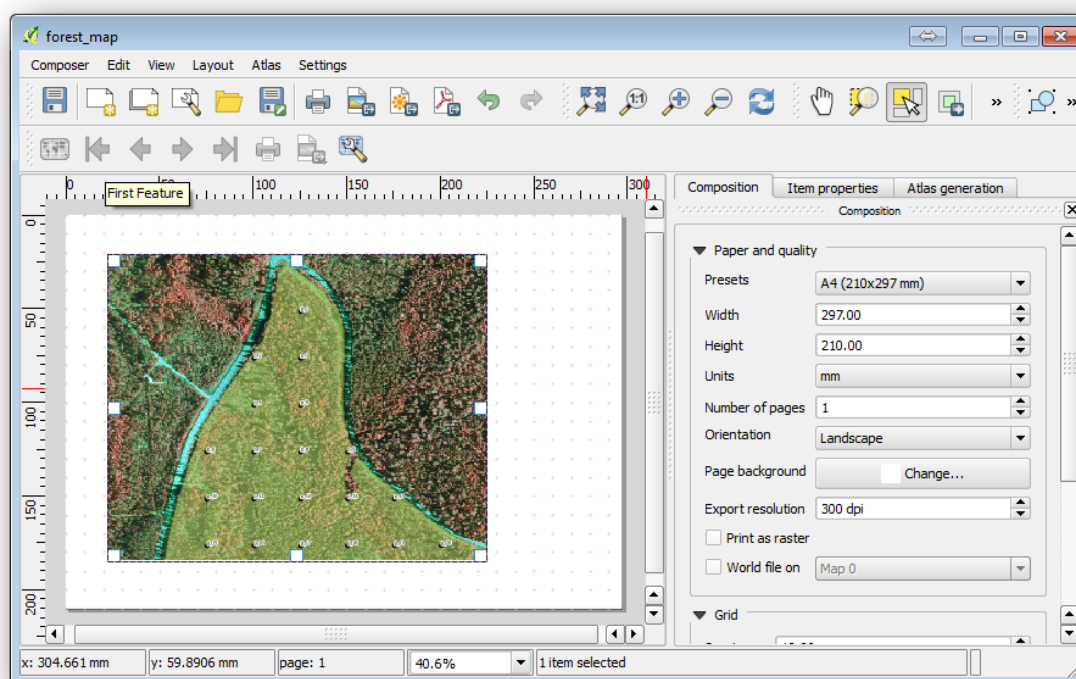 forest_map
Composer Edit View Layout Atlas Settings
1:1
» »
First Feature
0 50 100 150 200 250 300
0
50
100
150
200
Composition Item properties Atlas generation
Composition
Paper and quality
Presets A4 (210x297 mm)
Width 297.00
Height 210.00
Units mm
Number of pages 1
Orientation Landscape
Page background Change...
Export resolution 300 dpi
Print as raster
World file on Map 0
Grid
x: 304.661 mm y: 59.8906 mm page: 1 40.6% 1 item selected